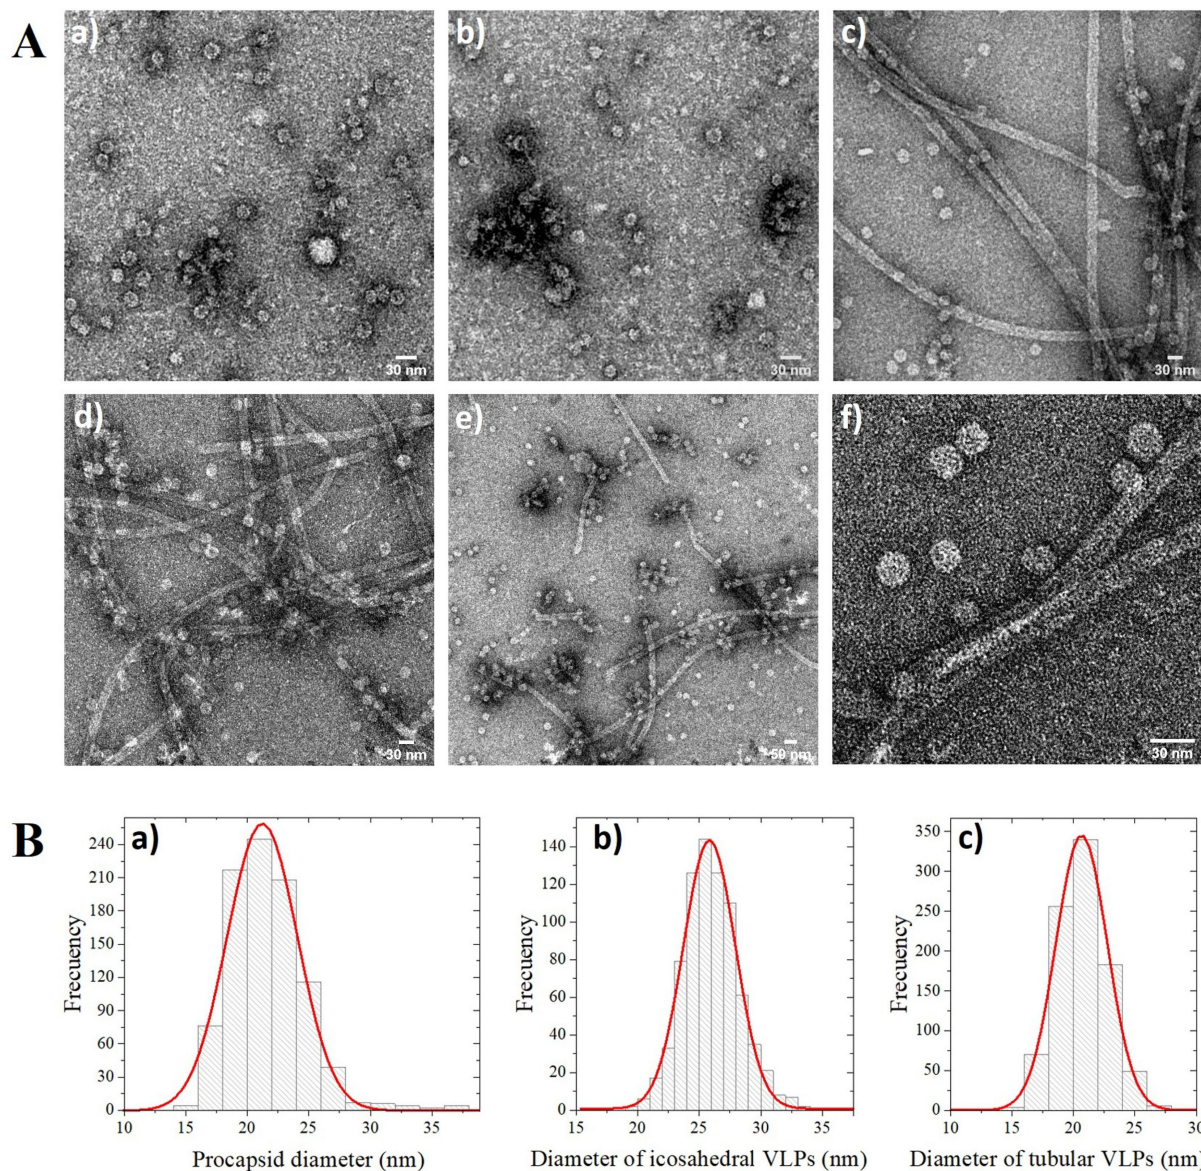 A
a)
b)
c)
30 nm
30 nm
30 nm
d)
e)
f)
30 nm
50 nm
30 nm
B
a)
b)
c)
Frecuency
240
210
180
150
120
90
60
30
0
10 15 20 25 30 35
Procapsid diameter (nm)
Frecuency
140
120
100
80
60
40
20
0
15 20 25 30 35
Diameter of icosahedral VLPs (nm)
Frecuency
350
300
250
200
150
100
50
0
10 15 20 25 30
Diameter of tubular VLPs (nm)